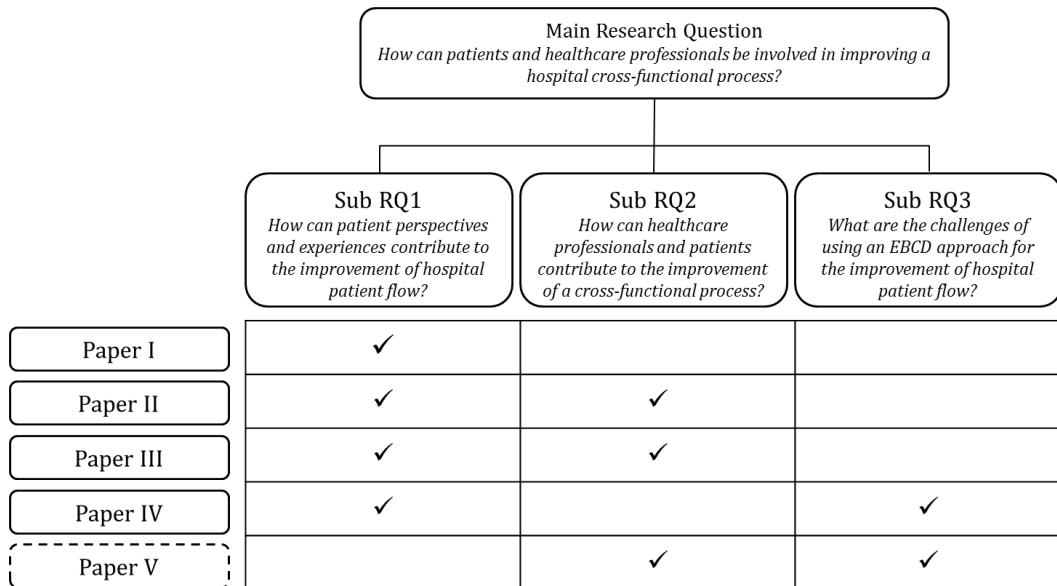 Main Research Question
How can patients and healthcare professionals be involved in improving a
hospital cross-functional process?
Sub RQ1
How can patient perspectives
and experiences contribute to
the improvement of hospital
patient flow?
Sub RQ2
How can healthcare
professionals and patients
contribute to the improvement
of a cross-functional process?
Sub RQ3
What are the challenges of
using an EBCD approach for
the improvement of hospital
patient flow?
Paper I
✓
Paper II
✓ ✓
Paper III
✓ ✓
Paper IV
✓ ✓
Paper V
✓ ✓